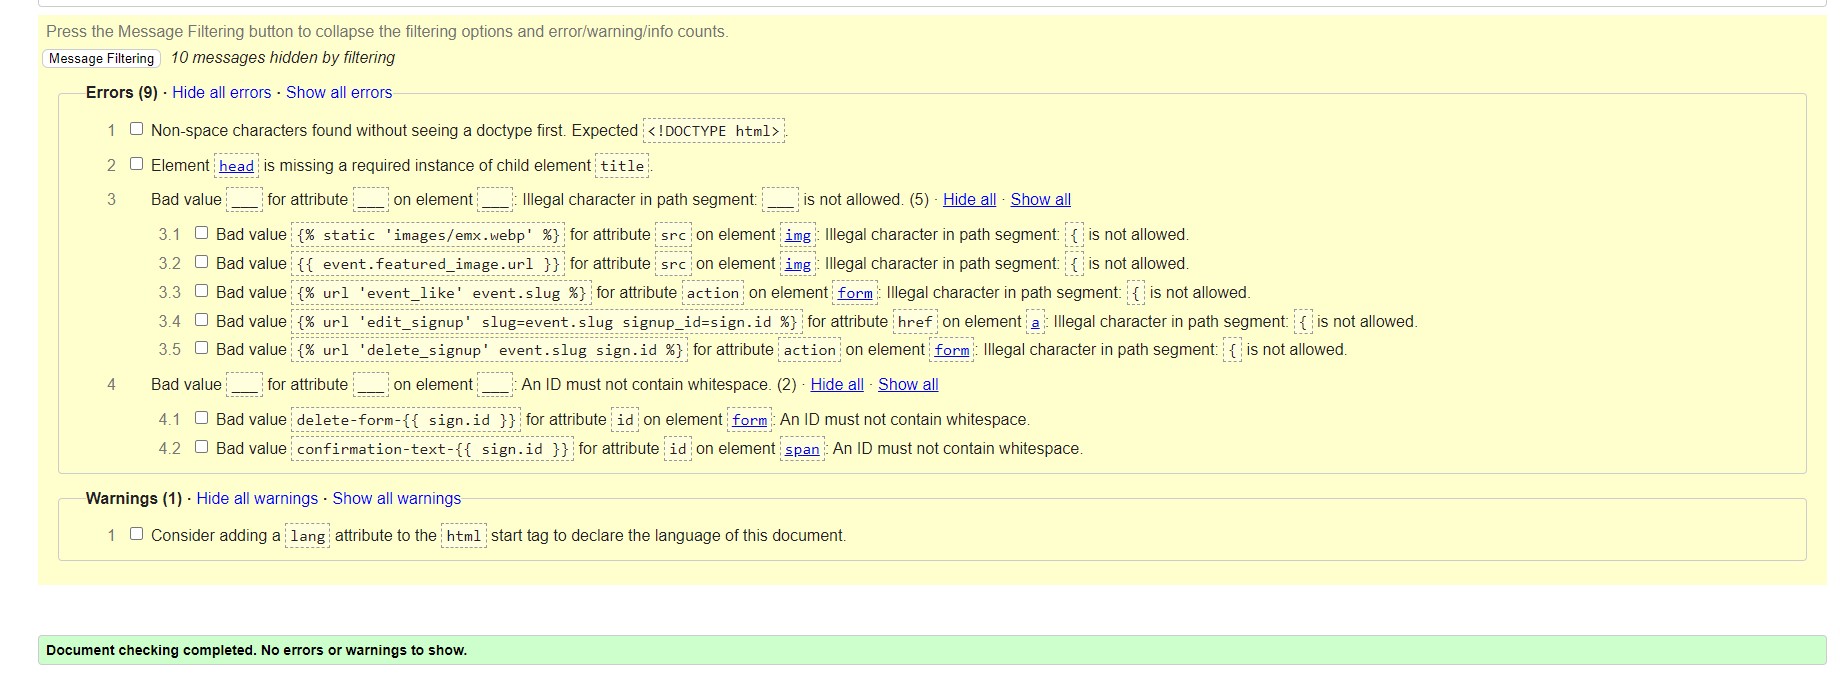 Press the Message Filtering button to collapse the filtering options and error/warning/info counts.
Message Filtering 10 messages hidden by filtering
Errors (9) · Hide all errors · Show all errors
1 Non-space characters found without seeing a doctype first. Expected <!DOCTYPE html>.
2 Element head is missing a required instance of child element title.
3 Bad value ___ for attribute ___ on element ___: Illegal character in path segment: ___ is not allowed. (5) · Hide all · Show all
3.1 Bad value {% static 'images/emx.webp' %} for attribute src on element img: Illegal character in path segment: { is not allowed.
3.2 Bad value {{ event.featured_image.url }} for attribute src on element img: Illegal character in path segment: { is not allowed.
3.3 Bad value {% url 'event_like' event.slug %} for attribute action on element form: Illegal character in path segment: { is not allowed.
3.4 Bad value {% url 'edit_signup' slug=event.slug signup_id=sign.id %} for attribute href on element a: Illegal character in path segment: { is not allowed.
3.5 Bad value {% url 'delete_signup' event.slug sign.id %} for attribute action on element form: Illegal character in path segment: { is not allowed.
4 Bad value ___ for attribute ___ on element ___: An ID must not contain whitespace. (2) · Hide all · Show all
4.1 Bad value delete-form-{{ sign.id }} for attribute id on element form: An ID must not contain whitespace.
4.2 Bad value confirmation-text-{{ sign.id }} for attribute id on element span: An ID must not contain whitespace.
Warnings (1) · Hide all warnings · Show all warnings
1 Consider adding a lang attribute to the html start tag to declare the language of this document.
Document checking completed. No errors or warnings to show.